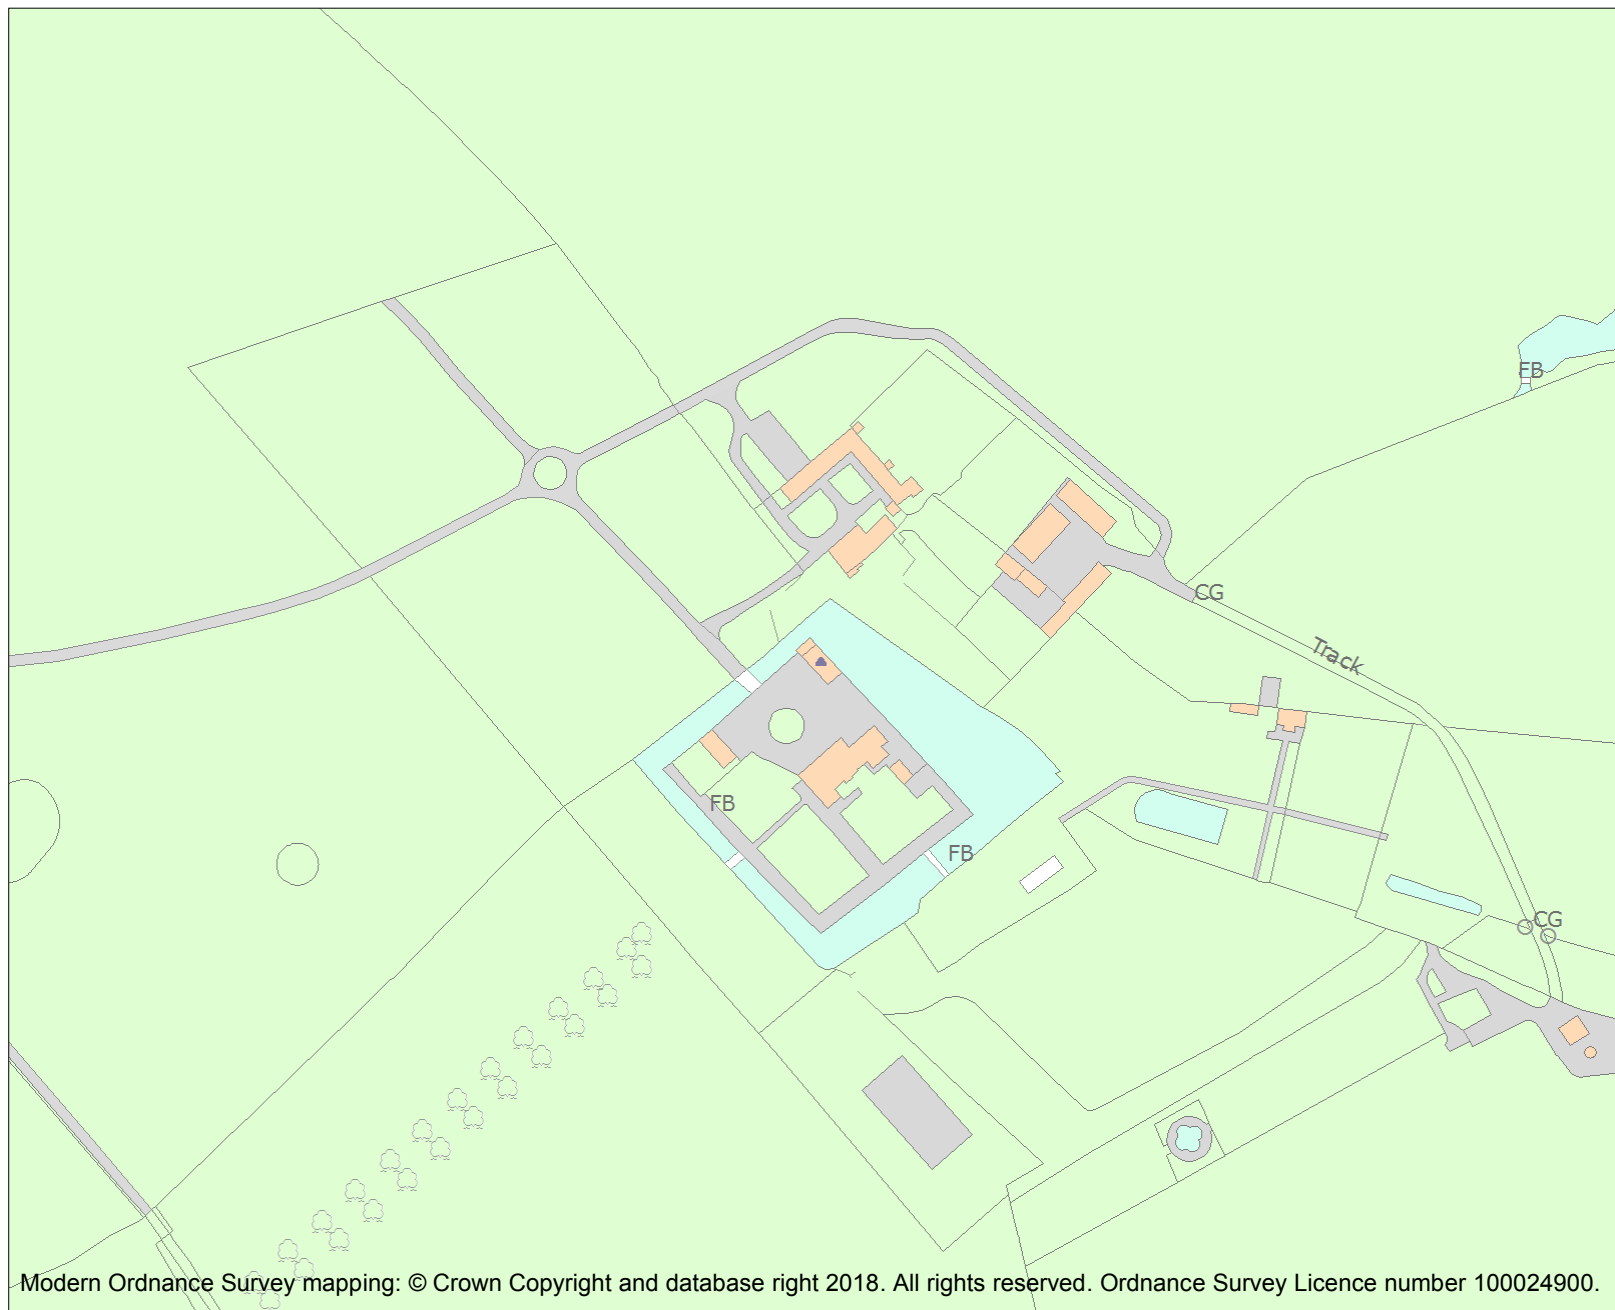 FB
CG
Track
FB
FB
CG
Modern Ordnance Survey mapping: © Crown Copyright and database right 2018. All rights reserved. Ordnance Survey Licence number 100024900.